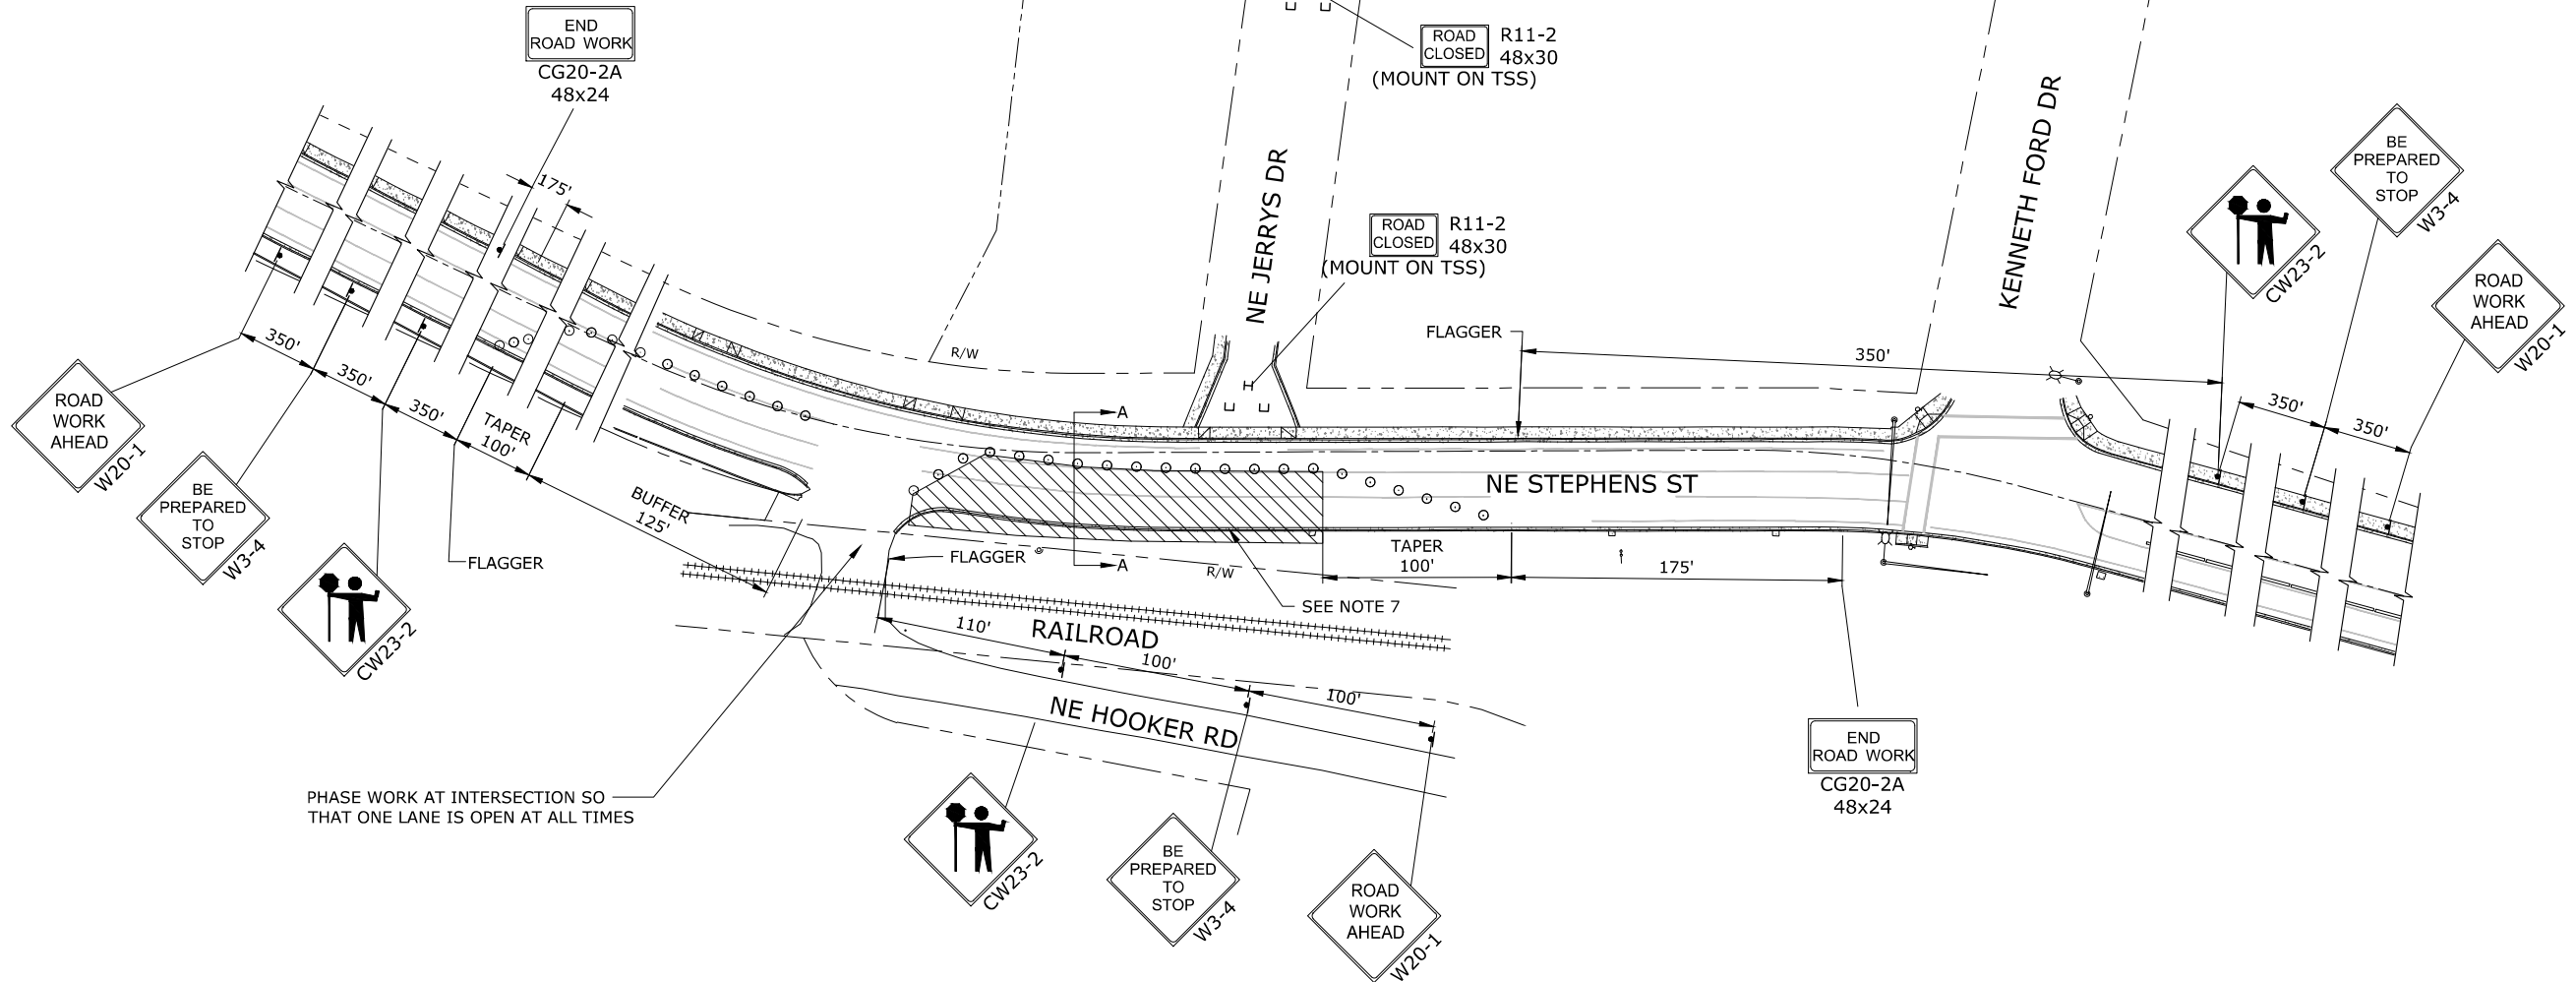 END
ROAD WORK
CG20-2A
48x24
ROAD
CLOSED
R11-2
48x30
(MOUNT ON TSS)
175'
NE JERRYS DR
ROAD
CLOSED
R11-2
48x30
(MOUNT ON TSS)
KENNETH FORD DR
BE
PREPARED
TO
STOP
W3-4
CW23-2
ROAD
WORK
AHEAD
W20-1
FLAGGER
350'
350'
350'
R/W
350'
350'
350'
TAPER
100'
BUFFER
125'
ROAD
WORK
AHEAD
W20-1
BE
PREPARED
TO
STOP
W3-4
CW23-2
FLAGGER
A
NE STEPHENS ST
FLAGGER
A
R/W
TAPER
100'
175'
SEE NOTE 7
110'
RAILROAD
100'
100'
NE HOOKER RD
END
ROAD WORK
CG20-2A
48x24
PHASE WORK AT INTERSECTION SO
THAT ONE LANE IS OPEN AT ALL TIMES
CW23-2
BE
PREPARED
TO
STOP
W3-4
ROAD
WORK
AHEAD
W20-1